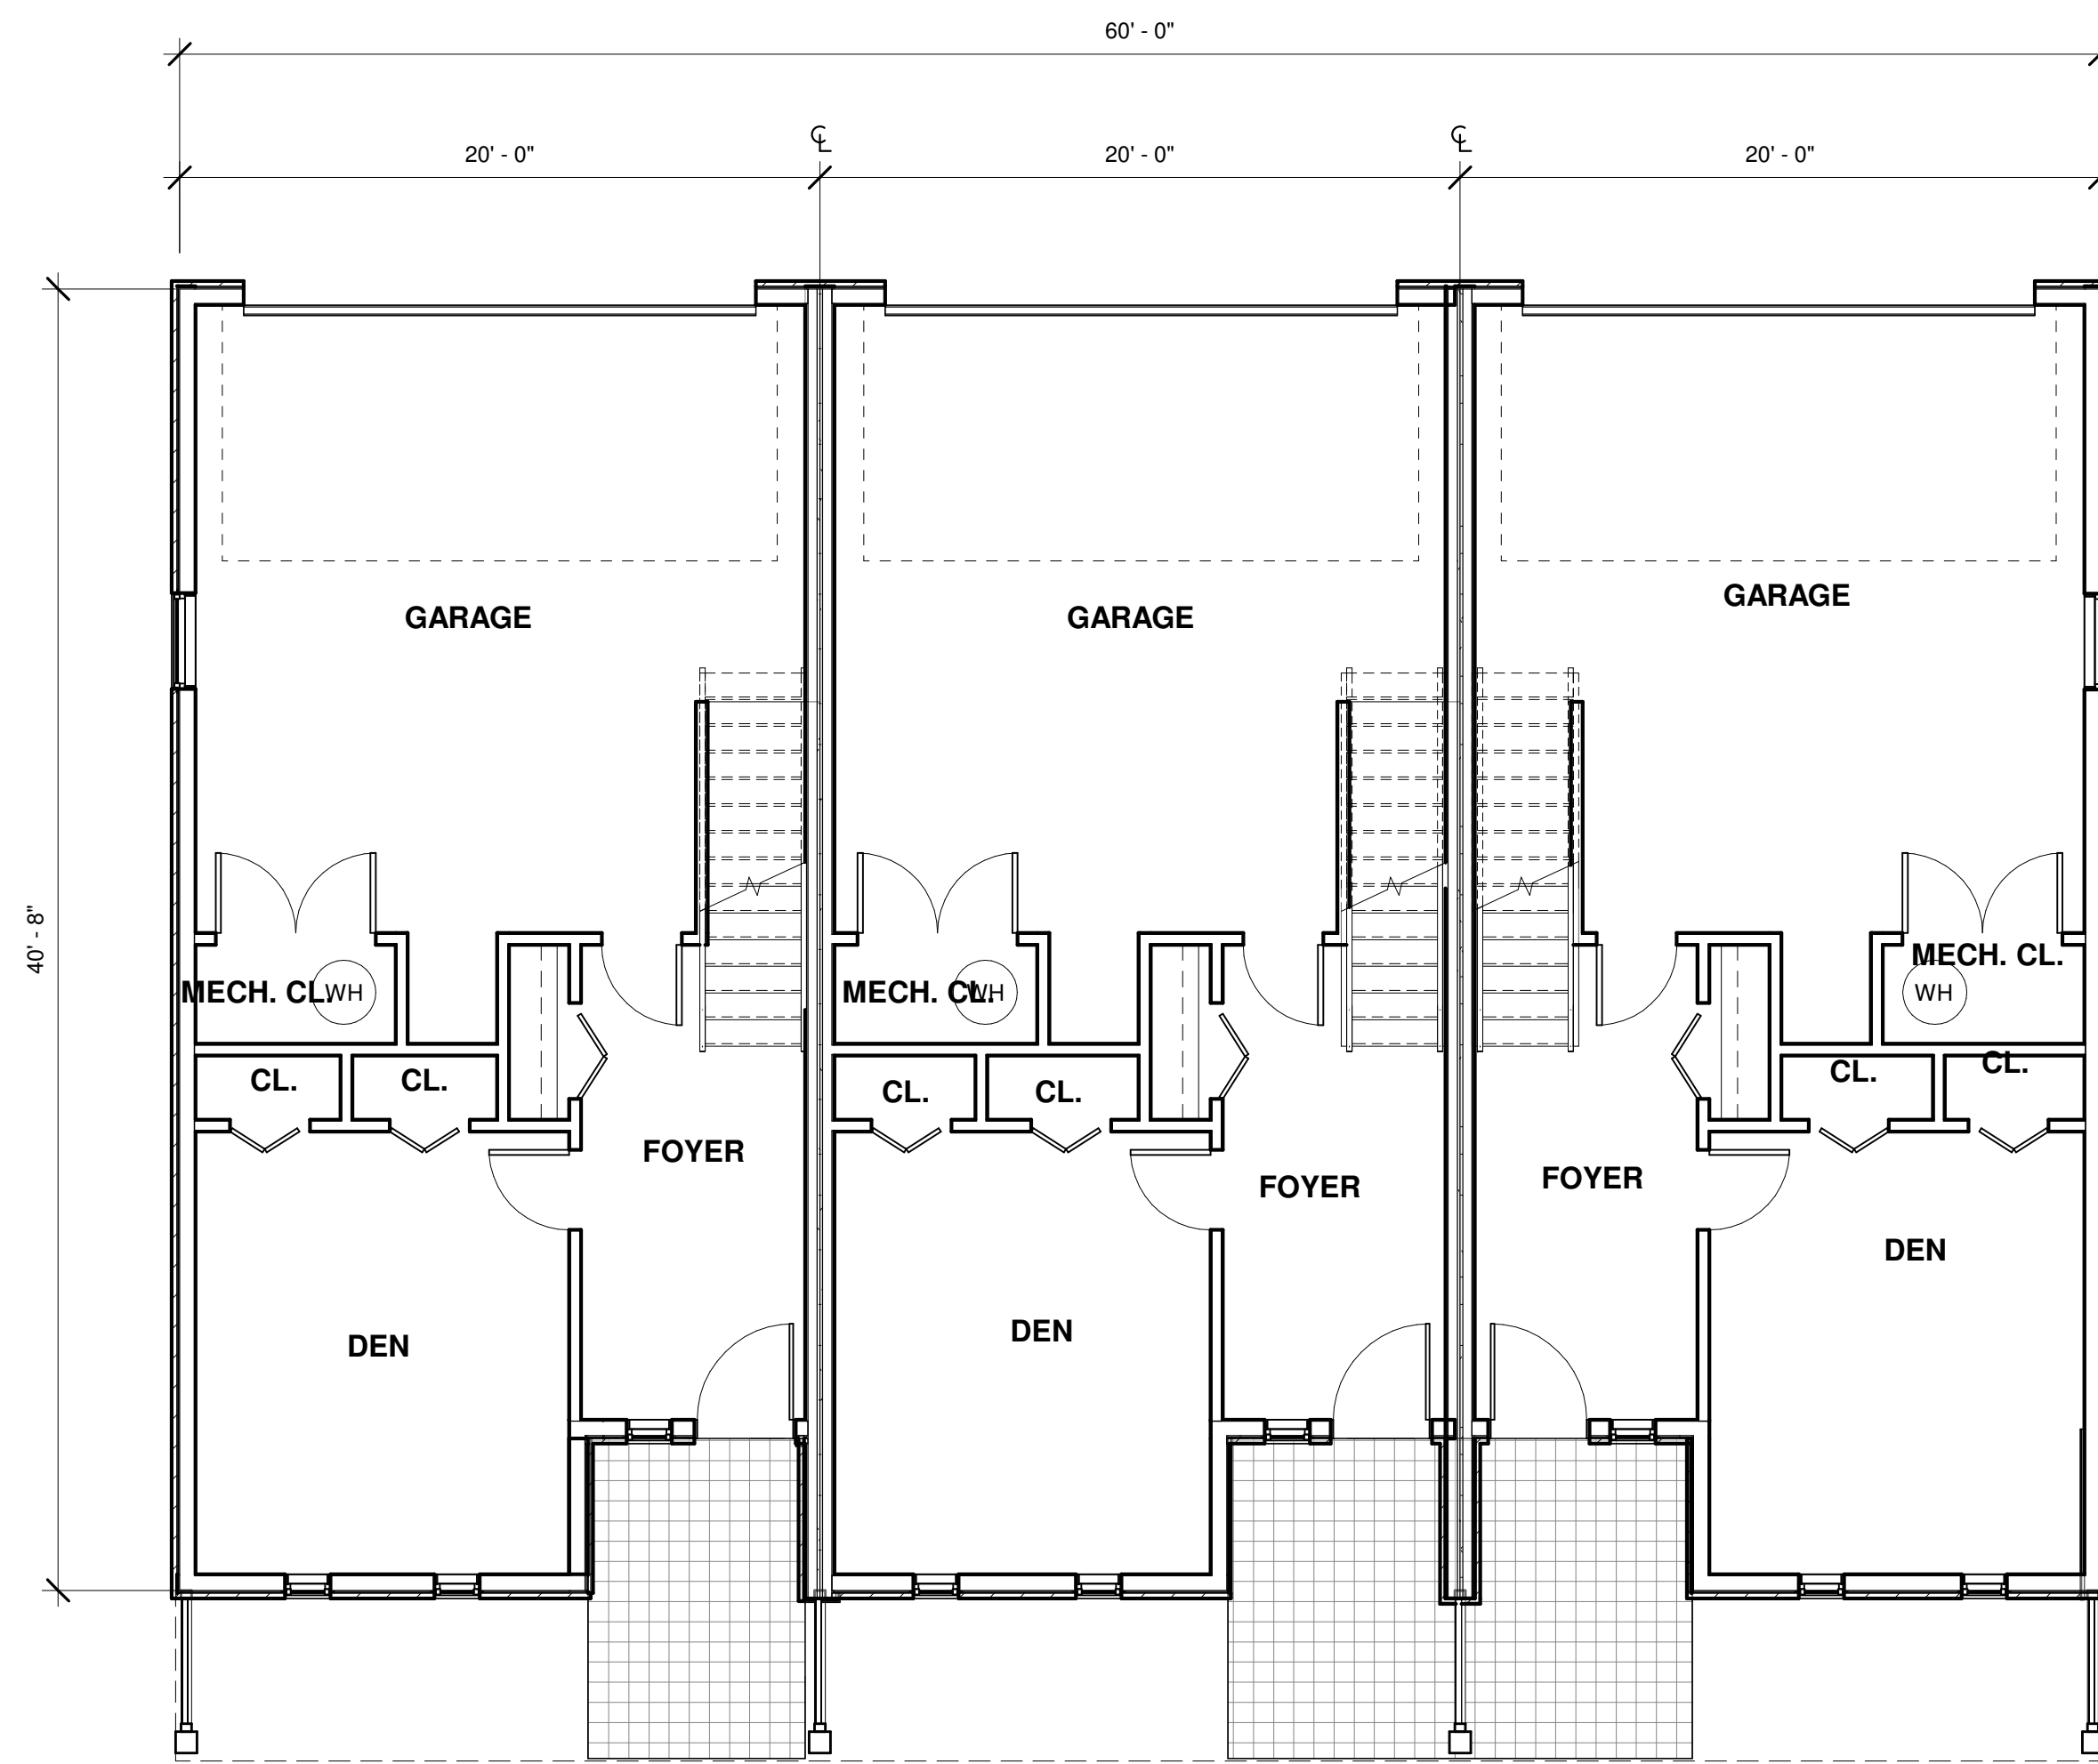 60' - 0"
℄ ℄
20' - 0" 20' - 0" 20' - 0"
GARAGE GARAGE GARAGE
40' - 8"
MECH. CL. WH MECH. CL. WH MECH. CL. WH
CL. CL. CL. CL. CL. CL.
FOYER FOYER FOYER
DEN DEN DEN